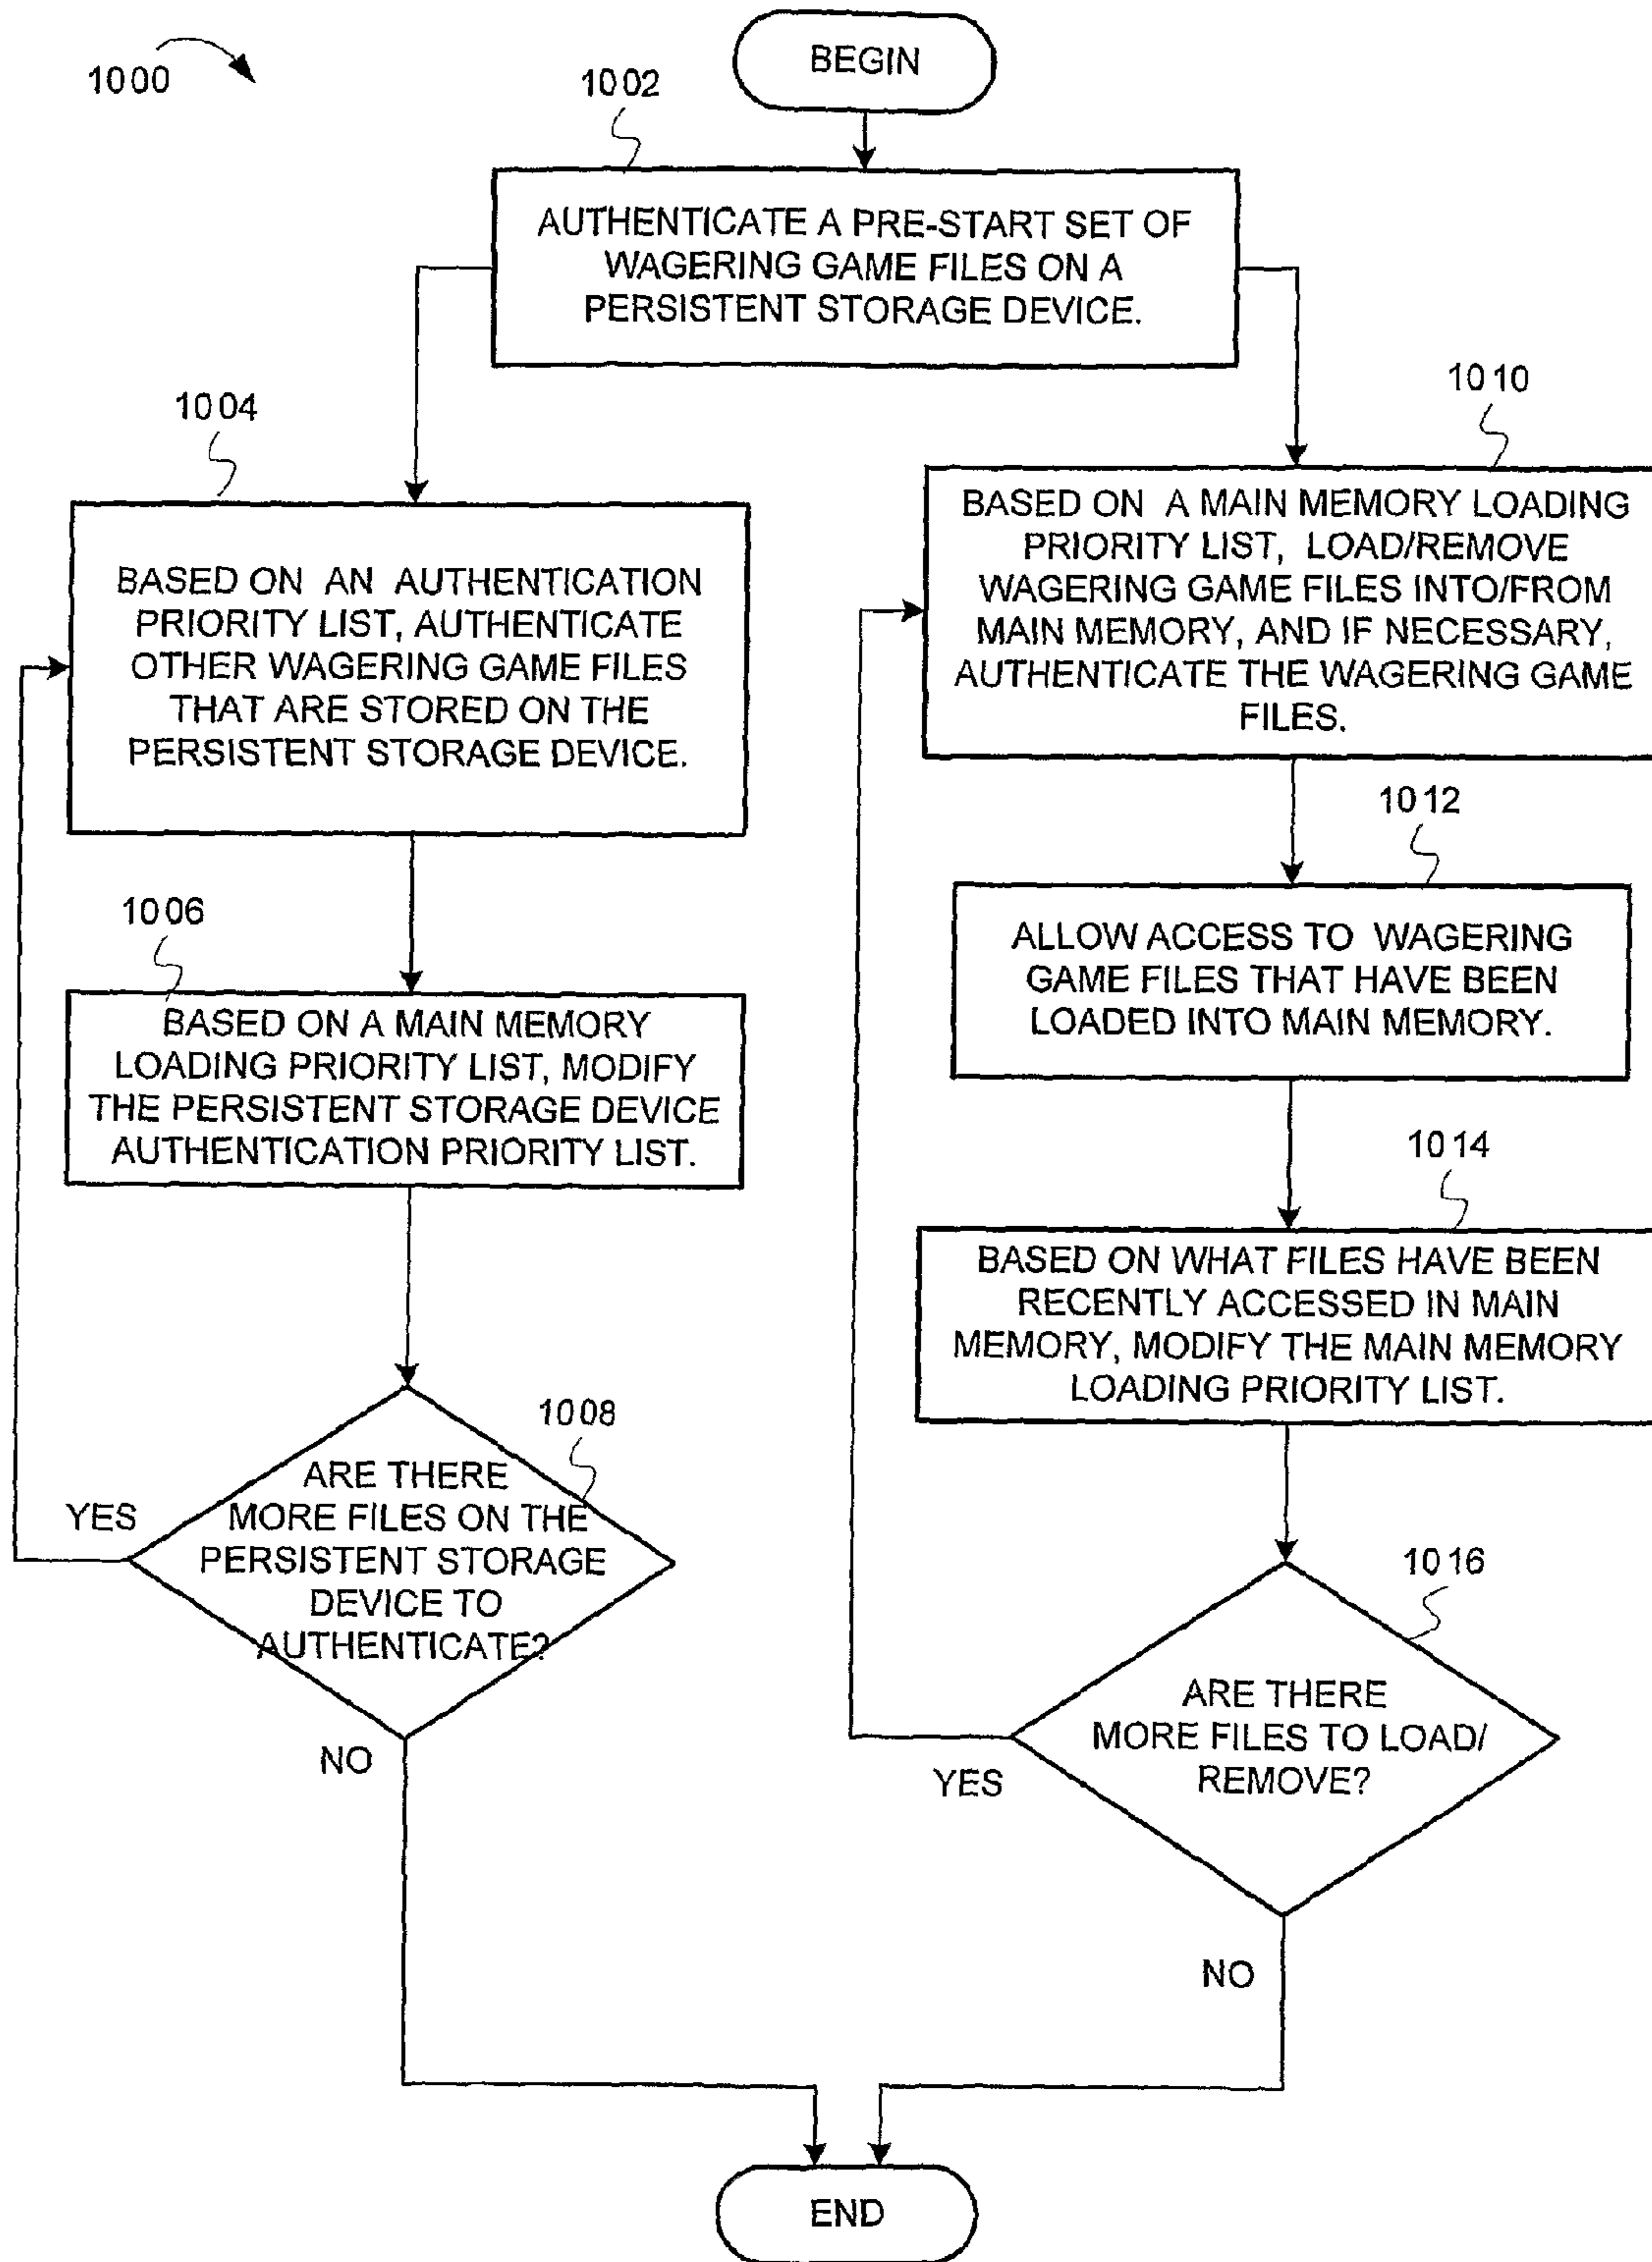 1000
BEGIN
1002
AUTHENTICATE A PRE-START SET OF
WAGERING GAME FILES ON A
PERSISTENT STORAGE DEVICE.
1004
BASED ON AN AUTHENTICATION
PRIORITY LIST, AUTHENTICATE
OTHER WAGERING GAME FILES
THAT ARE STORED ON THE
PERSISTENT STORAGE DEVICE.
1006
BASED ON A MAIN MEMORY
LOADING PRIORITY LIST, MODIFY
THE PERSISTENT STORAGE DEVICE
AUTHENTICATION PRIORITY LIST.
1008
ARE THERE
MORE FILES ON THE
PERSISTENT STORAGE
DEVICE TO
AUTHENTICATE?
YES
NO
1010
BASED ON A MAIN MEMORY LOADING
PRIORITY LIST, LOAD/REMOVE
WAGERING GAME FILES INTO/FROM
MAIN MEMORY, AND IF NECESSARY,
AUTHENTICATE THE WAGERING GAME
FILES.
1012
ALLOW ACCESS TO WAGERING
GAME FILES THAT HAVE BEEN
LOADED INTO MAIN MEMORY.
1014
BASED ON WHAT FILES HAVE BEEN
RECENTLY ACCESSED IN MAIN
MEMORY, MODIFY THE MAIN MEMORY
LOADING PRIORITY LIST.
1016
ARE THERE
MORE FILES TO LOAD/
REMOVE?
YES
NO
END